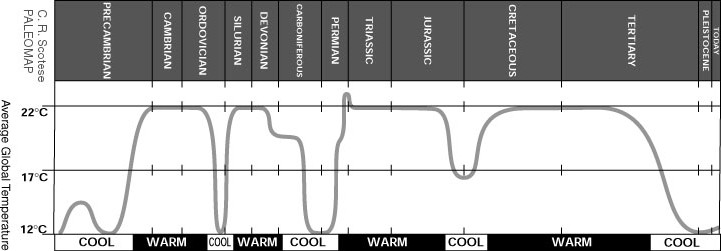 C. R. Scotese
PALEOMAP
PRECAMBRIAN
CAMBRIAN
ORDOVICIAN
SILURIAN
DEVONIAN
CARBONIFEROUS
PERMIAN
TRIASSIC
JURASSIC
CRETACEOUS
TERTIARY
PLEISTOCENE
TODAY
Average Global Temperature
22°C
17°C
12°C
COOL WARM COOL WARM COOL WARM COOL WARM COOL